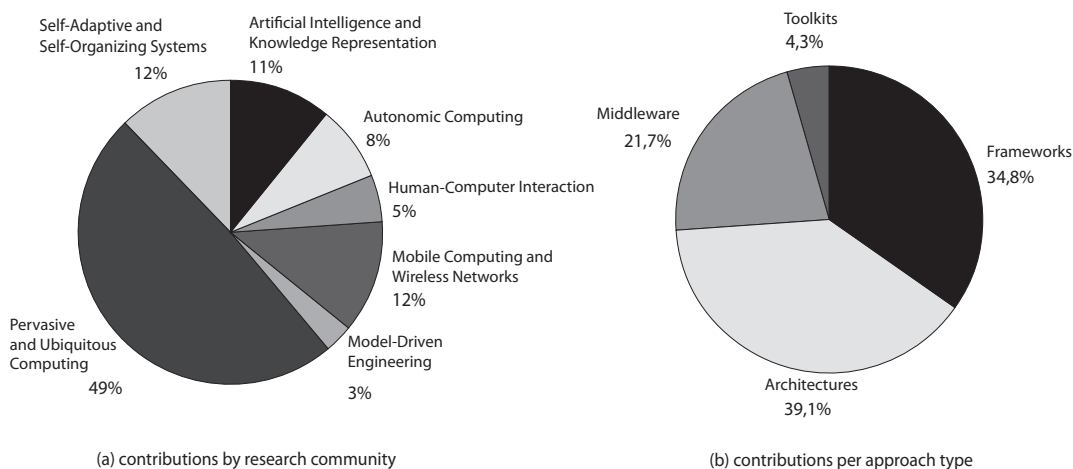 Self-Adaptive and
Self-Organizing Systems
12%
Artificial Intelligence and
Knowledge Representation
11%
Autonomic Computing
8%
Human-Computer Interaction
5%
Mobile Computing and
Wireless Networks
12%
Model-Driven
Engineering
3%
Pervasive
and Ubiquitous
Computing
49%
(a) contributions by research community
Toolkits
4,3%
Middleware
21,7%
Frameworks
34,8%
Architectures
39,1%
(b) contributions per approach type